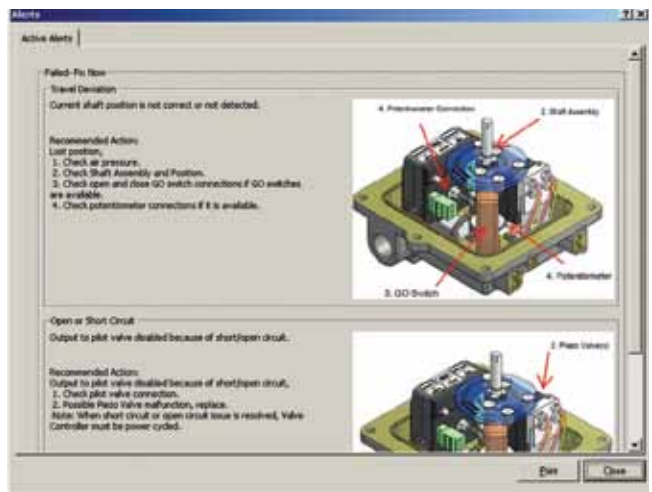 Alerts
Active Alerts
Failed-Fix Now
Travel Deviation
Current shaft position is not correct or not detected.
Recommended Action:
Lost position,
1. Check air pressure.
2. Check Shaft Assembly and Position.
3. Check open and close GO switch connections if GO switches
are available.
4. Check potentiometer connections if it is available.
4. Potentiometer Connection
2. Shaft Assembly
4. Potentiometer
3. GO Switch
Open or Short Circuit
Output to pilot valve disabled because of short/open circuit.
Recommended Action:
Output to pilot valve disabled because of short/open circuit,
1. Check pilot valve connection.
2. Possible Piezo Valve malfunction, replace.
Note: When short circuit or open circuit issue is resolved, Valve
Controller must be power cycled.
2. Piezo Valve(s)
Print
Close